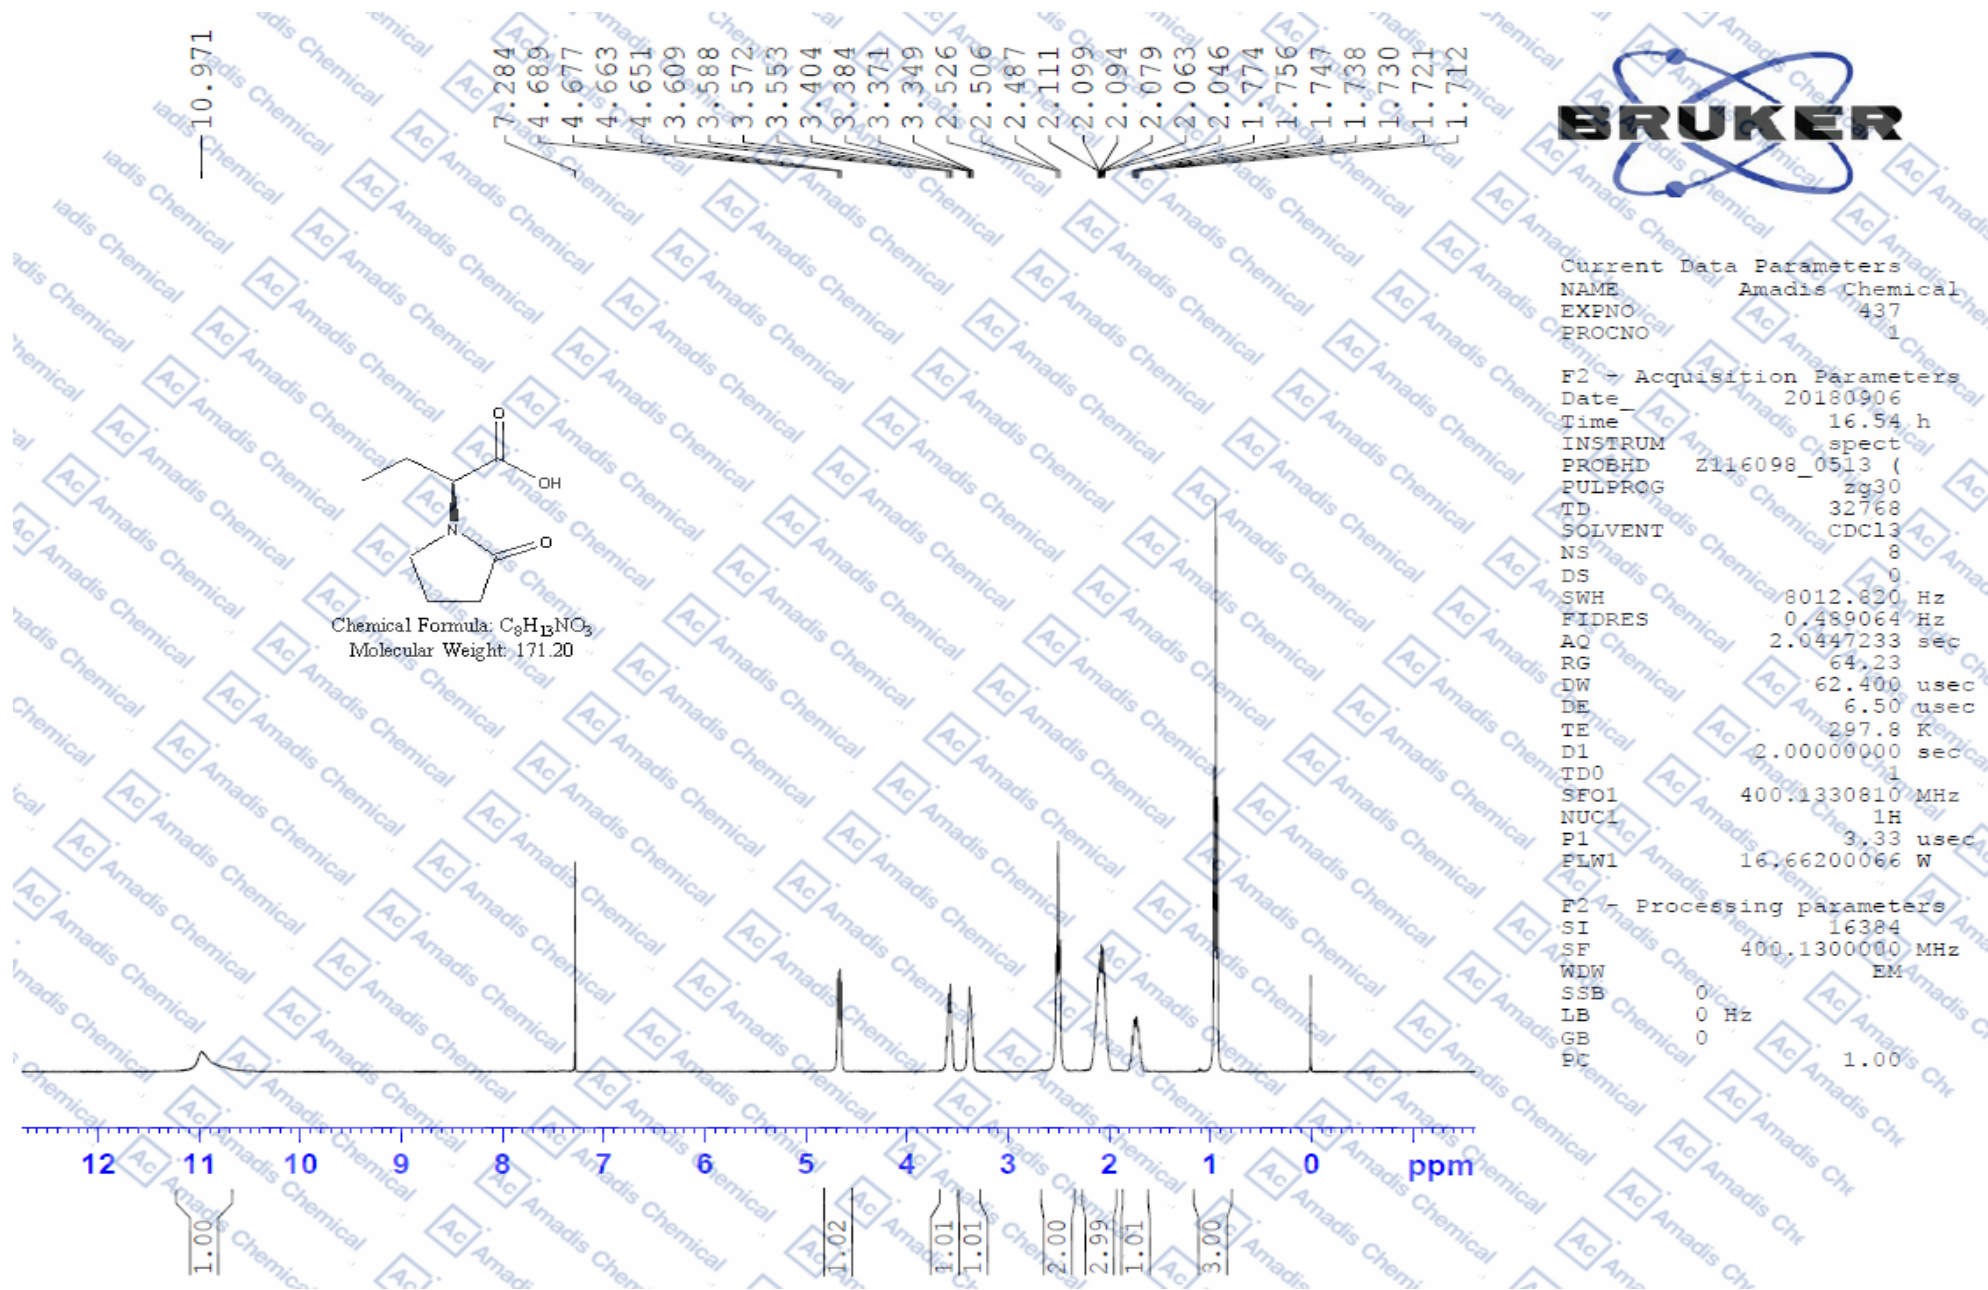 10.971
7.284
4.689
4.677
4.663
4.651
3.609
3.588
3.572
3.553
3.404
3.384
3.371
3.349
2.526
2.506
2.487
2.111
2.099
2.094
2.079
2.063
2.046
1.774
1.756
1.747
1.738
1.730
1.721
1.712
BRUKER
Current Data Parameters
NAME Amadis Chemical
EXPNO 437
PROCNO 1
F2 - Acquisition Parameters
Date_ 20180906
Time 16.54 h
INSTRUM spect
PROBHD Z116098_0513 (
PULPROG zg30
TD 32768
SOLVENT CDCl3
NS 8
DS 0
SWH 8012.820 Hz
FIDRES 0.489064 Hz
AQ 2.0447233 sec
RG 64.23
DW 62.400 usec
DE 6.50 usec
TE 297.8 K
D1 2.00000000 sec
TD0 1
SFO1 400.1330810 MHz
NUC1 1H
P1 3.33 usec
PLW1 16.66200066 W
F2 - Processing parameters
SI 16384
SF 400.1300000 MHz
WDW EM
SSB 0
LB 0 Hz
GB 0
PC 1.00
O
OH
N
O
Chemical Formula: C8H13NO3
Molecular Weight: 171.20
12 11 10 9 8 7 6 5 4 3 2 1 0 ppm
1.00
1.02
1.01
1.01
2.00
2.99
1.01
3.00
Ac Amadis Chemical